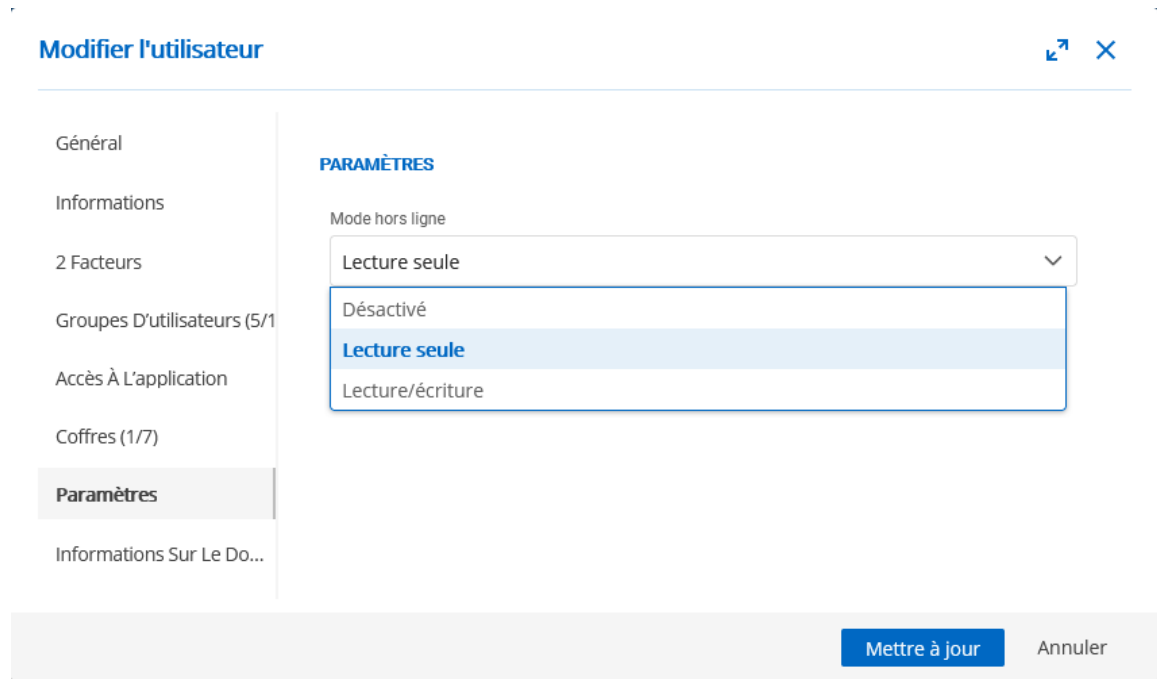 Modifier l'utilisateur
Général
Informations
2 Facteurs
Groupes D'utilisateurs (5/1
Accès À L'application
Coffres (1/7)
Paramètres
Informations Sur Le Do...
PARAMÈTRES
Mode hors ligne
Lecture seule
Désactivé
Lecture seule
Lecture/écriture
Mettre à jour
Annuler